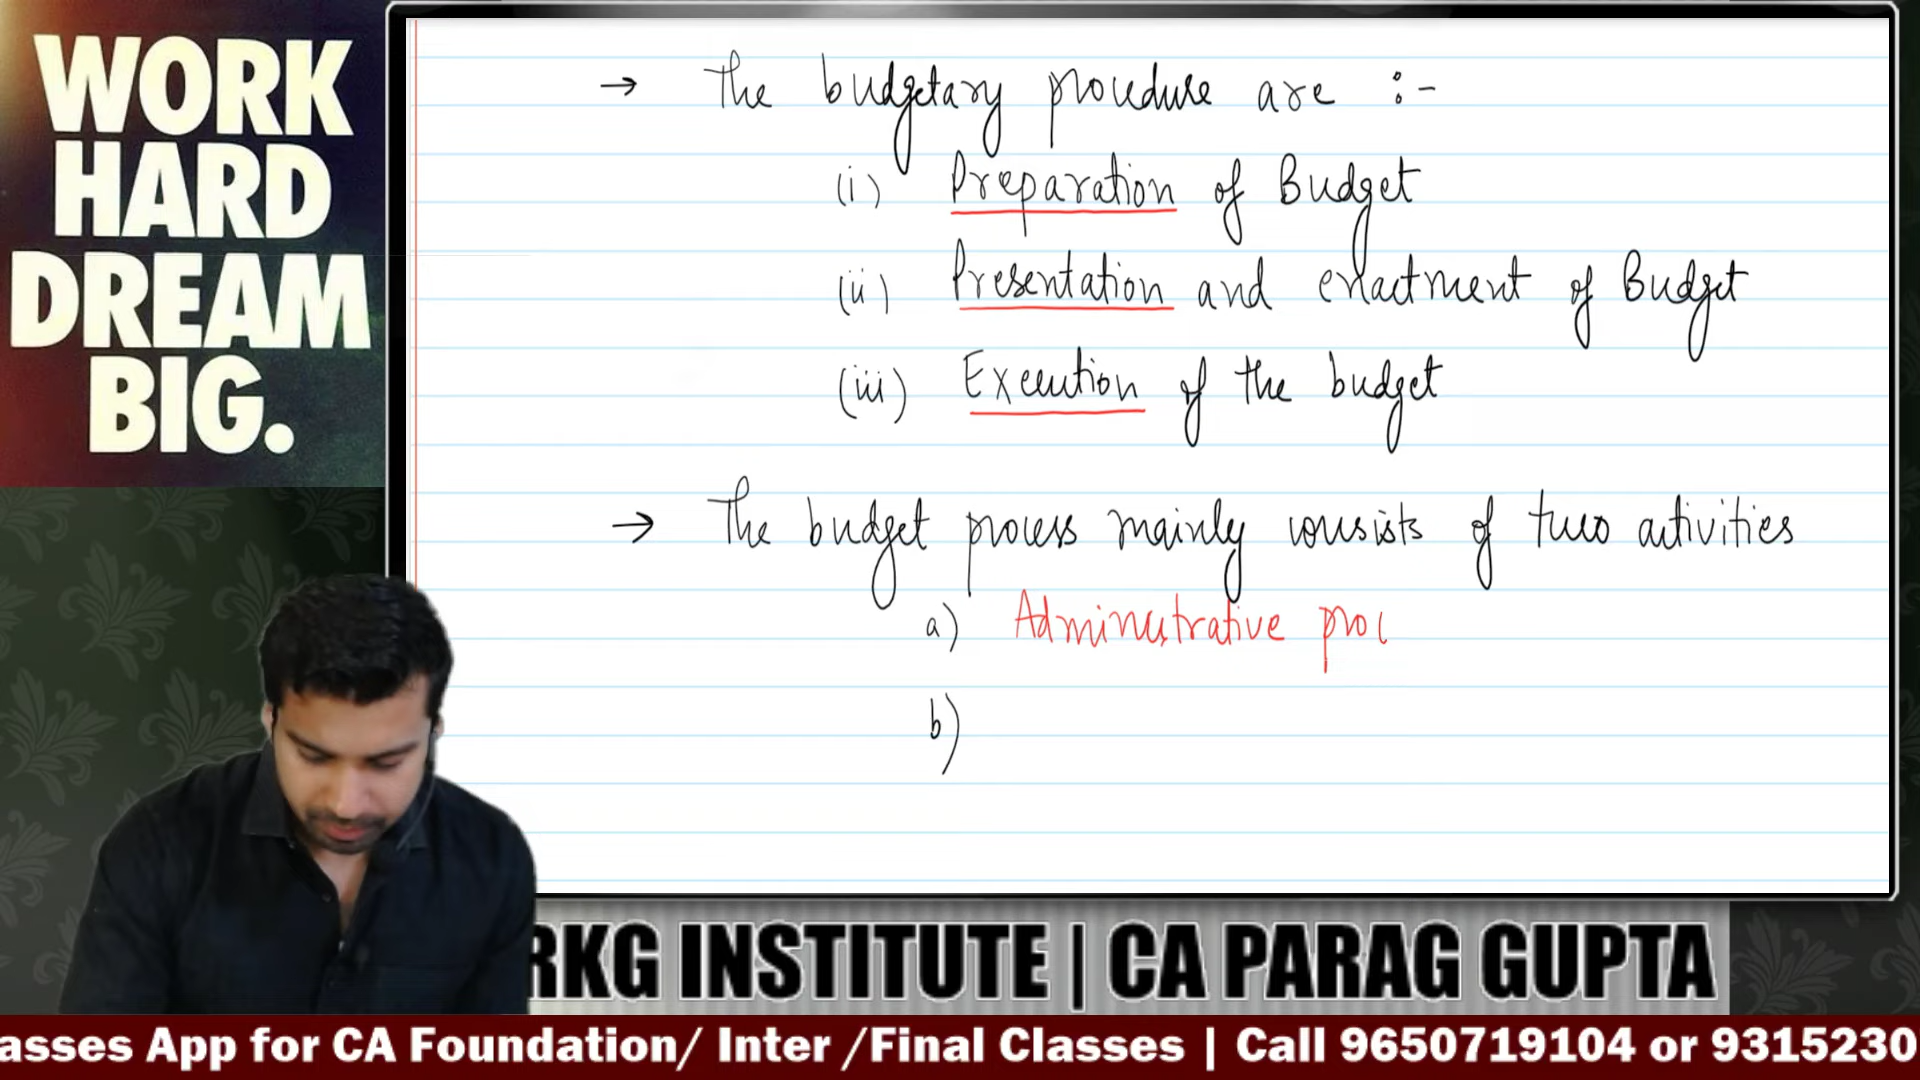 WORK
HARD
DREAM
BIG.
→ The budgetary procedure are :-
(i) Preparation of Budget
(ii) Presentation and enactment of Budget
(iii) Execution of the budget
→ The budget process mainly consists of two activities
a) Administrative proc
b)
RKG INSTITUTE | CA PARAG GUPTA
asses App for CA Foundation/ Inter /Final Classes | Call 9650719104 or 9315230